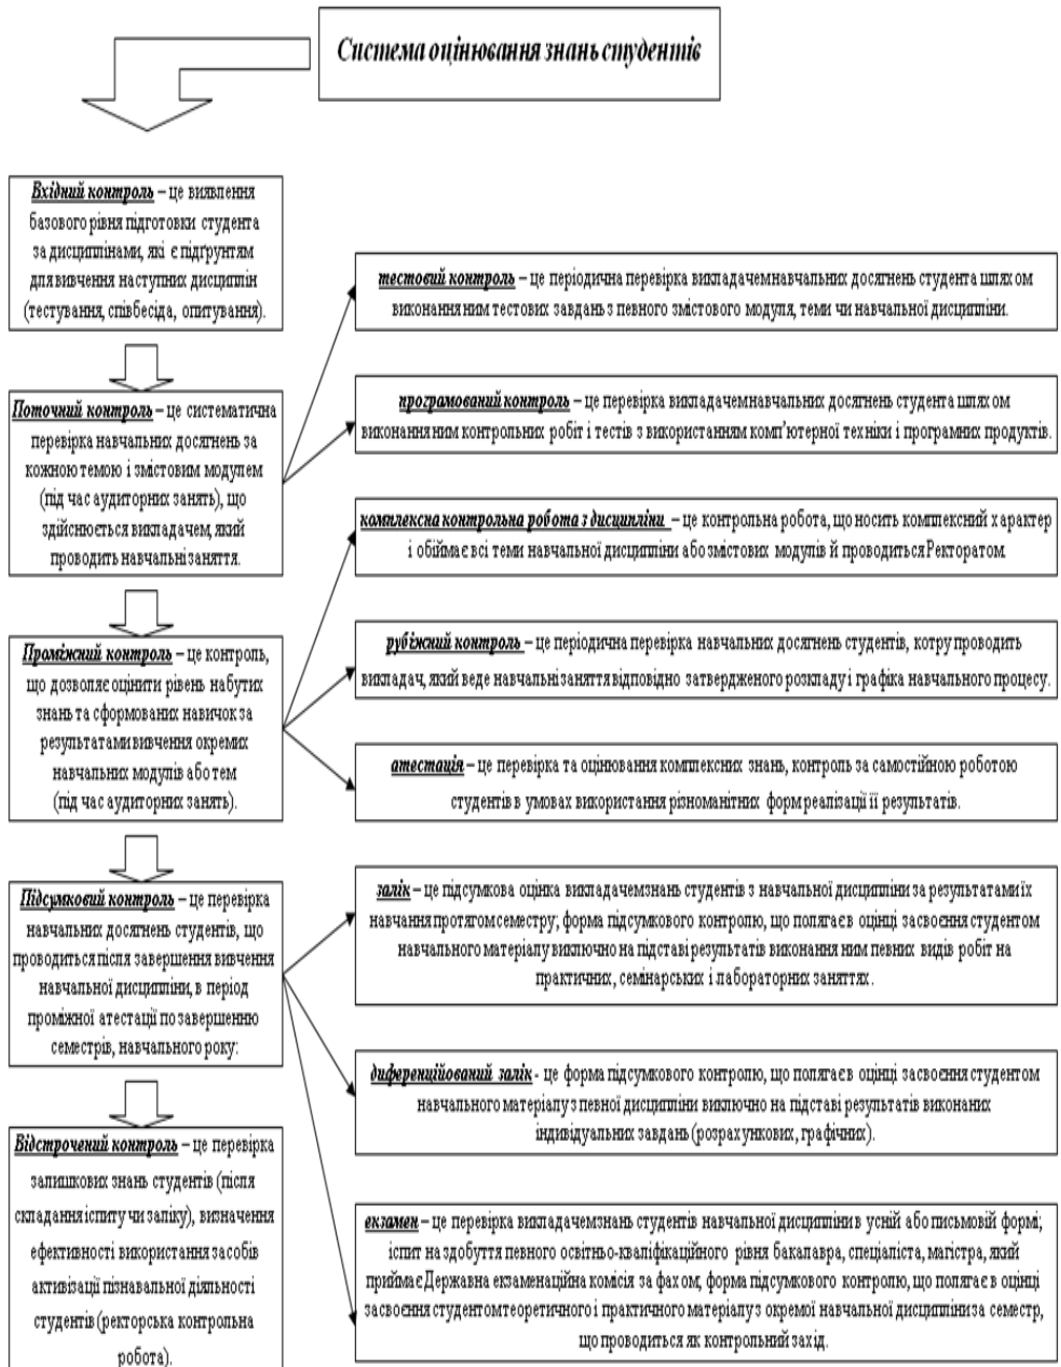 Система оцінювання знань студентів
Вхідний контроль – це виявлення
базового рівня підготовки студента
за дисциплінами, які є підґрунтям
для вивчення наступних дисциплін
(тестування, співбесіда, опитування).
Поточний контроль – це систематична
перевірка навчальних досягнень за
кожною темою і змістовим модулем
(під час аудиторних занять), що
здійснюється викладачем, який
проводить навчальні заняття.
Проміжний контроль – це контроль,
що дозволяє оцінити рівень набутих
знань та сформованих навичок за
результатами вивчення окремих
навчальних модулів або тем
(під час аудиторних занять).
Підсумковий контроль – це перевірка
навчальних досягнень студентів, що
проводиться після завершення вивчення
навчальної дисципліни, в період
проміжної атестації по завершенню
семестрів, навчального року:
Відстрочений контроль – це перевірка
залишкових знань студентів (після
складання іспиту чи заліку), визначення
ефективності використання засобів
активізації пізнавальної діяльності
студентів (ректорська контрольна
робота).
тестовий контроль – це періодична перевірка викладачем навчальних досягнень студента шляхом
виконання ним тестових завдань з певного змістового модуля, теми чи навчальної дисципліни.
програмований контроль – це перевірка викладачем навчальних досягнень студента шляхом
виконання ним контрольних робіт і тестів з використанням комп'ютерної техніки і програмних продуктів.
комплексна контрольна робота з дисципліни – це контрольна робота, що носить комплексний характер
і обіймає всі теми навчальної дисципліни або змістових модулів й проводиться Ректоратом.
рубіжний контроль – це періодична перевірка навчальних досягнень студентів, котру проводить
викладач, який веде навчальні заняття відповідно затвердженого розкладу і графіка навчального процесу.
атестація – це перевірка та оцінювання комплексних знань, контроль за самостійною роботою
студентів в умовах використання різноманітних форм реалізації її результатів.
залік – це підсумкова оцінка викладачем знань студентів з навчальної дисципліни за результатами їх
навчання протягом семестру; форма підсумкового контролю, що полягає в оцінці засвоєння студентом
навчального матеріалу виключно на підставі результатів виконання ним певних видів робіт на
практичних, семінарських і лабораторних заняттях.
диференційований залік - це форма підсумкового контролю, що полягає в оцінці засвоєння студентом
навчального матеріалу з певної дисципліни виключно на підставі результатів виконаних
індивідуальних завдань (розрахункових, графічних).
екзамен – це перевірка викладачем знань студентів навчальної дисципліни в усній або письмовій формі;
іспит на здобуття певного освітньо-кваліфікаційного рівня бакалавра, спеціаліста, магістра, який
приймає Державна екзаменаційна комісія за фахом; форма підсумкового контролю, що полягає в оцінці
засвоєння студентом теоретичного і практичного матеріалу з окремої навчальної дисципліни за семестр,
що проводиться як контрольний захід.